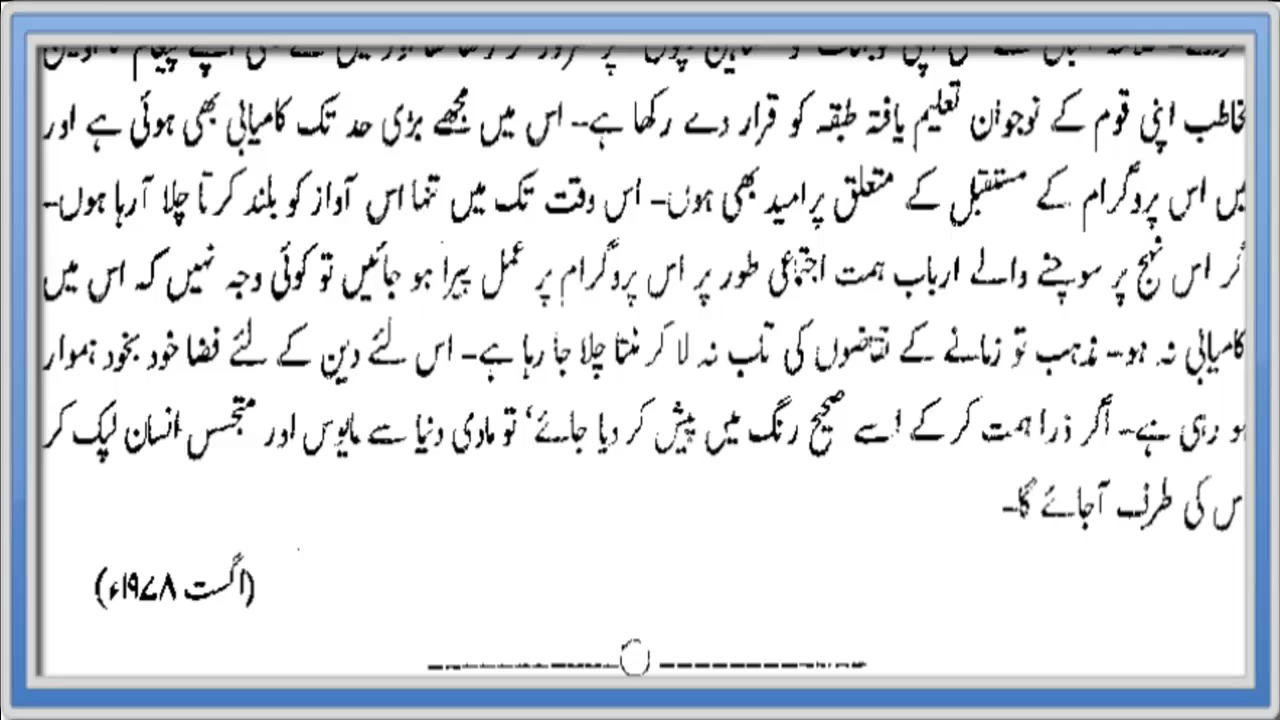 مخاطب اپنی قوم کے نوجوان تعلیم یافتہ طبقہ کو قرار دے رکھا ہے۔ اس میں مجھے بڑی حد تک کامیابی بھی ہوئی ہے اور
میں اس پروگرام کے مستقبل کے متعلق پرامید بھی ہوں۔ اس وقت تک میں تنہا اس آواز کو بلند کرتا چلا آرہا ہوں۔
اگر اس نہج پر سوچنے والے ارباب ہمت اجتماعی طور پر اس پروگرام پر عمل پیرا ہو جائیں تو کوئی وجہ نہیں کہ اس میں
کامیابی نہ ہو۔ مذہب تو زمانے کے تقاضوں کی تاب نہ لا کر مٹتا چلا جا رہا ہے۔ اس لئے دین کے لئے فضا خود بخود ہموار
ہو رہی ہے۔ اگر ذرا ہمت کر کے اسے صحیح رنگ میں پیش کر دیا جائے‘ تو مادی دنیا سے مایوس اور متجسس انسان لپک کر
اس کی طرف آجائے گا۔
(اگست ۱۹۷۸ء)